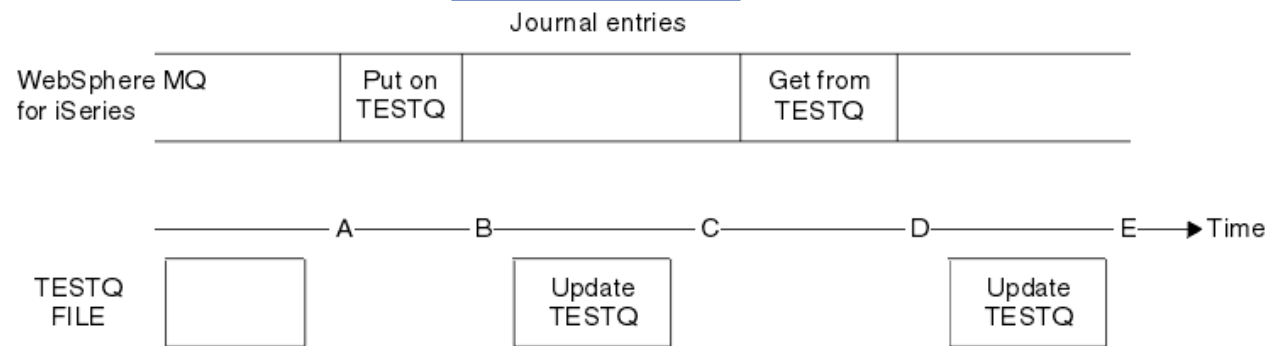 Journal entries
WebSphere MQ
for iSeries
Put on
TESTQ
Get from
TESTQ
A B C D E Time
TESTQ
FILE
Update
TESTQ
Update
TESTQ